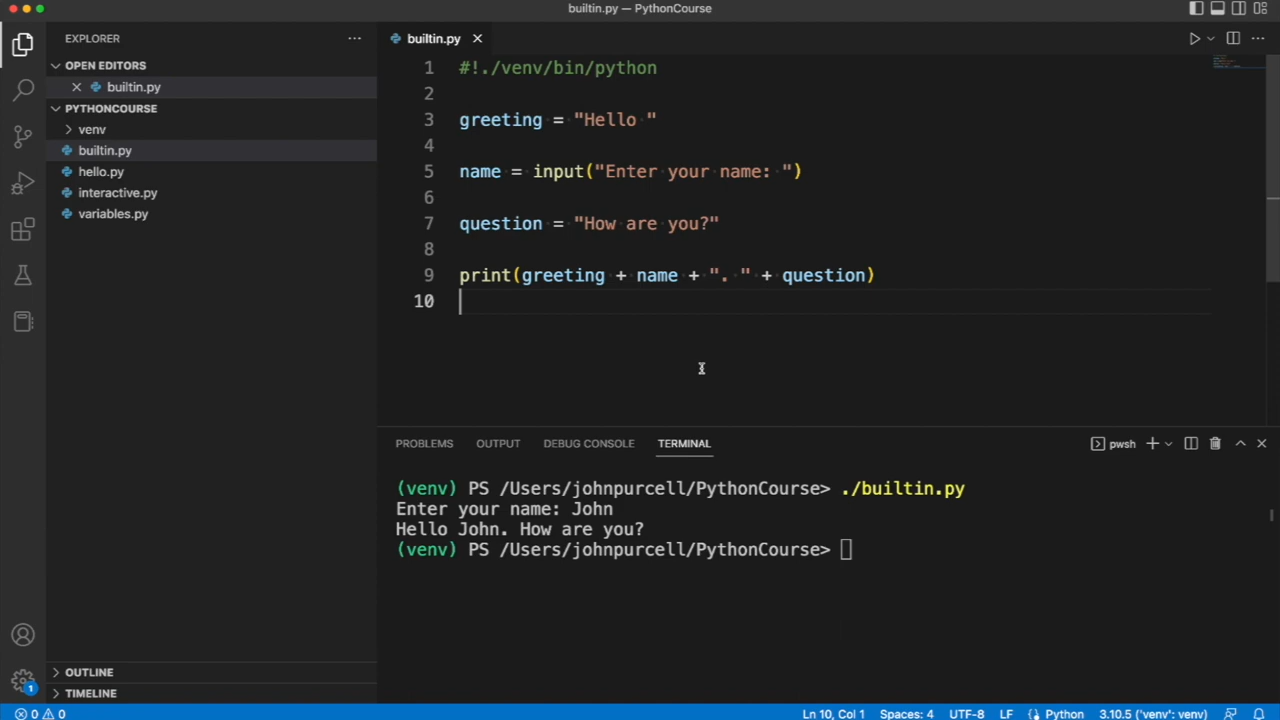 builtin.py — PythonCourse
EXPLORER
OPEN EDITORS
builtin.py
PYTHONCOURSE
venv
builtin.py
hello.py
interactive.py
variables.py
OUTLINE
TIMELINE
builtin.py
1 #!./venv/bin/python
2
3 greeting = "Hello "
4
5 name = input("Enter your name: ")
6
7 question = "How are you?"
8
9 print(greeting + name + ". " + question)
10
PROBLEMS OUTPUT DEBUG CONSOLE TERMINAL pwsh
(venv) PS /Users/johnpurcell/PythonCourse> ./builtin.py
Enter your name: John
Hello John. How are you?
(venv) PS /Users/johnpurcell/PythonCourse>
1
0 0 Ln 10, Col 1 Spaces: 4 UTF-8 LF Python 3.10.5 ('venv': venv)